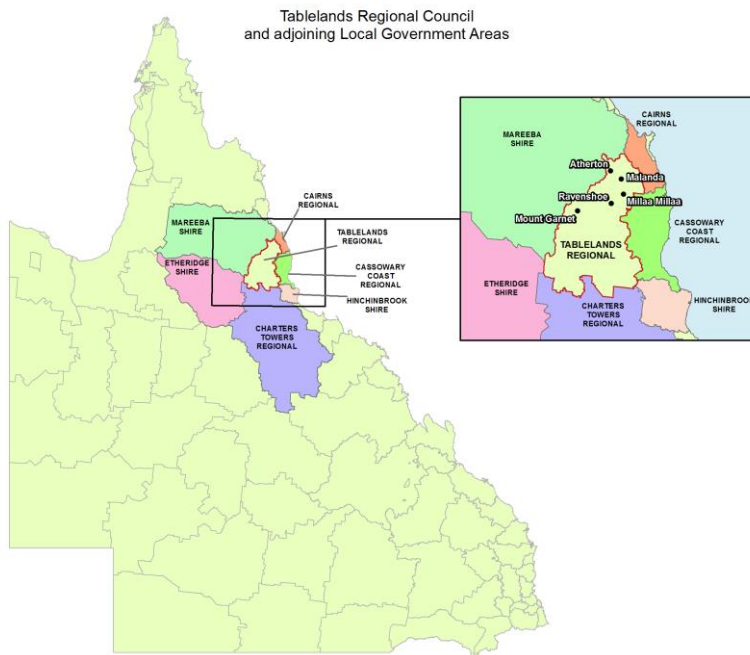 Tablelands Regional Council
and adjoining Local Government Areas
MAREEBA
SHIRE
CAIRNS
REGIONAL
TABLELANDS
REGIONAL
ETHERIDGE
SHIRE
CASSOWARY
COAST
REGIONAL
HINCHINBROOK
SHIRE
CHARTERS
TOWERS
REGIONAL
MAREEBA
SHIRE
CAIRNS
REGIONAL
Atherton
Malanda
Ravenshoe
Millaa Millaa
Mount Garnet
CASSOWARY
COAST
REGIONAL
TABLELANDS
REGIONAL
ETHERIDGE
SHIRE
CHARTERS
TOWERS
REGIONAL
HINCHINBROOK
SHIRE